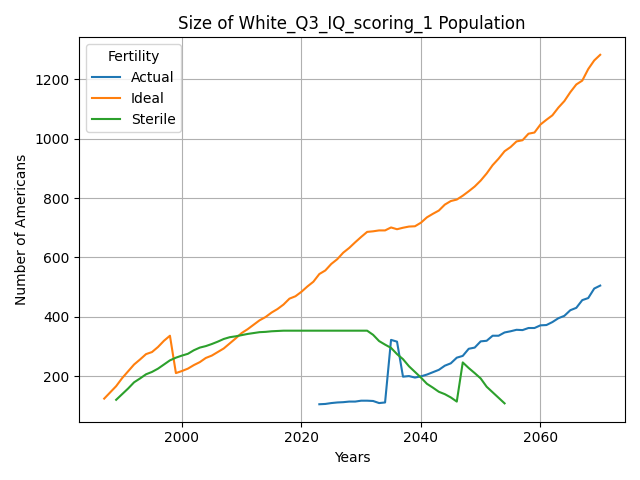 Size of White_Q3_IQ_scoring_1 Population
Fertility
Actual
Ideal
Sterile
Number of Americans
1200
1000
800
600
400
200
2000
2020
2040
2060
Years